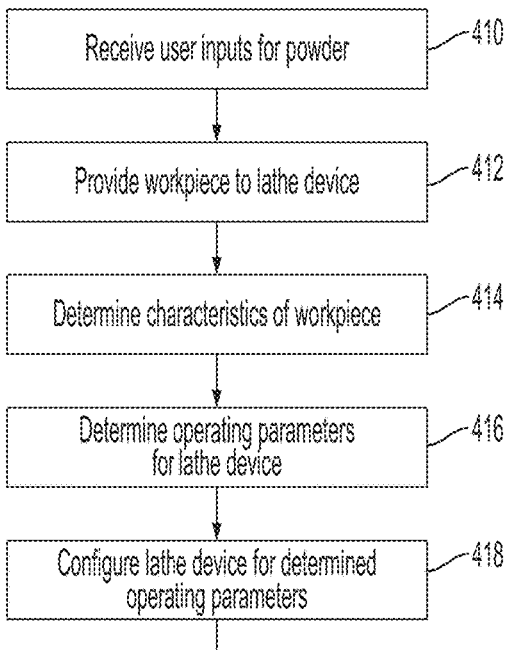 Receive user inputs for powder
410
Provide workpiece to lathe device
412
Determine characteristics of workpiece
414
Determine operating parameters
for lathe device
416
Configure lathe device for determined
operating parameters
418